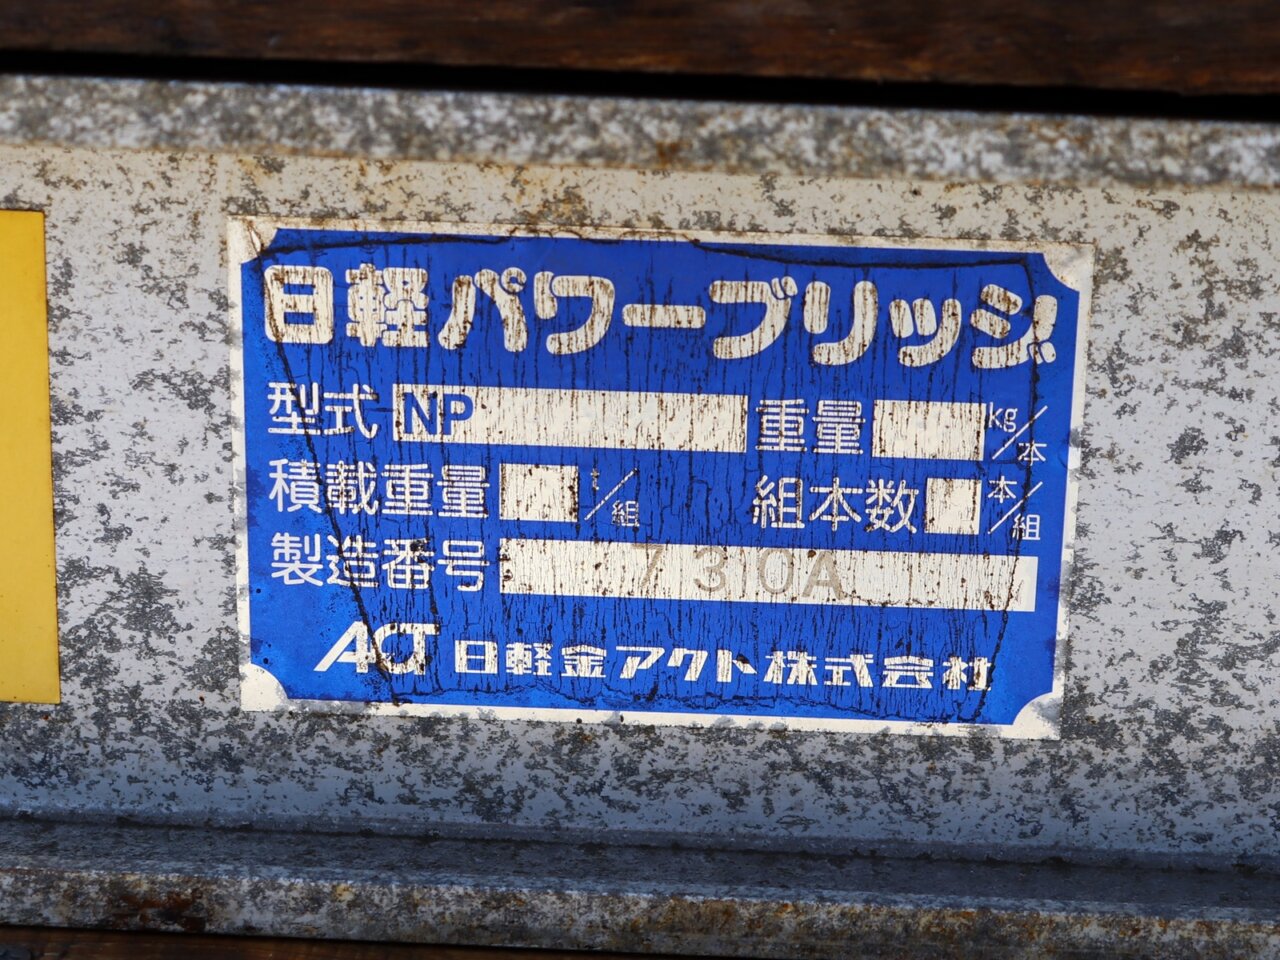 日軽パワーブリッジ
型式 NP 重量 kg/本
積載重量 t/組 組本数 本/組
製造番号 730A
ACT 日軽金アクト株式会社